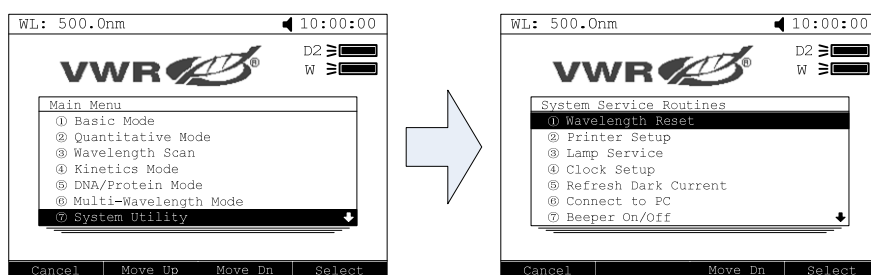 WL: 500.0nm 10:00:00
D2
VWR®
W
Main Menu
① Basic Mode
② Quantitative Mode
③ Wavelength Scan
④ Kinetics Mode
⑤ DNA/Protein Mode
⑥ Multi-Wavelength Mode
⑦ System Utility
Cancel Move Up Move Dn Select
WL: 500.0nm 10:00:00
D2
VWR®
W
System Service Routines
① Wavelength Reset
② Printer Setup
③ Lamp Service
④ Clock Setup
⑤ Refresh Dark Current
⑥ Connect to PC
⑦ Beeper On/Off
Cancel Move Dn Select